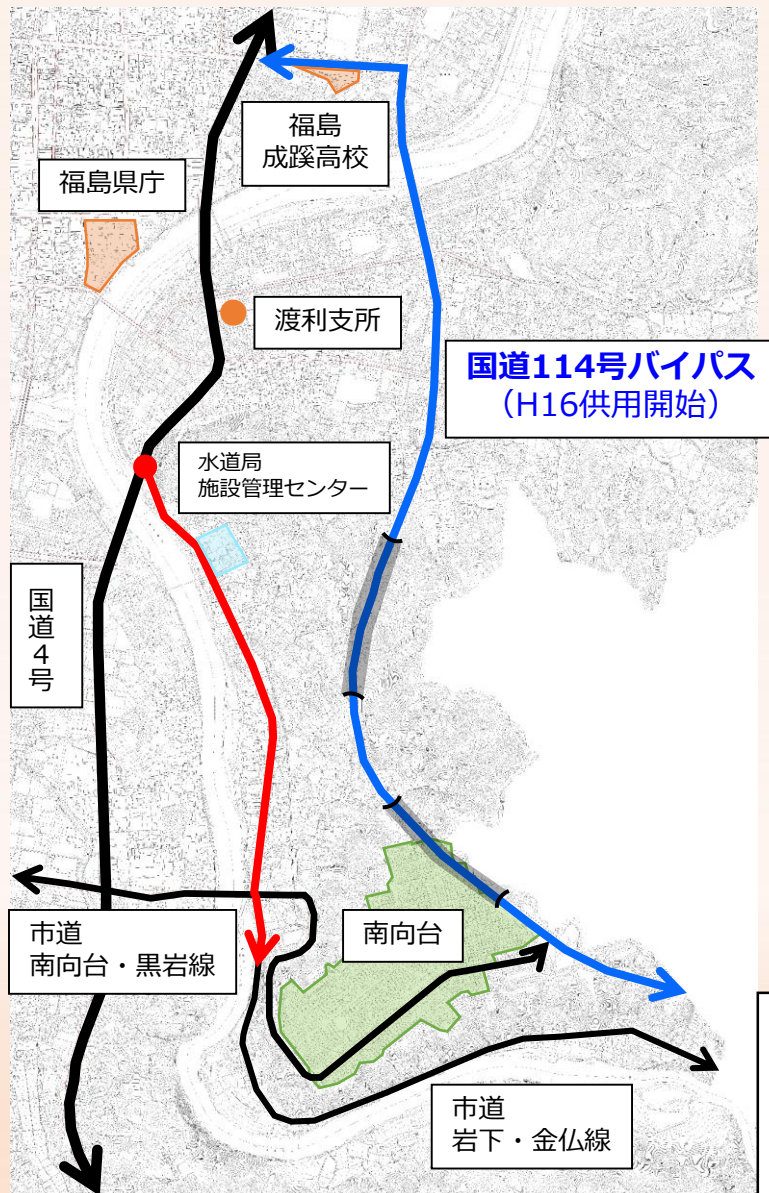 福島
成蹊高校
福島県庁
渡利支所
国道114号バイパス
（H16供用開始）
水道局
施設管理センター
国道４号
市道
南向台・黒岩線
南向台
市道
岩下・金仏線